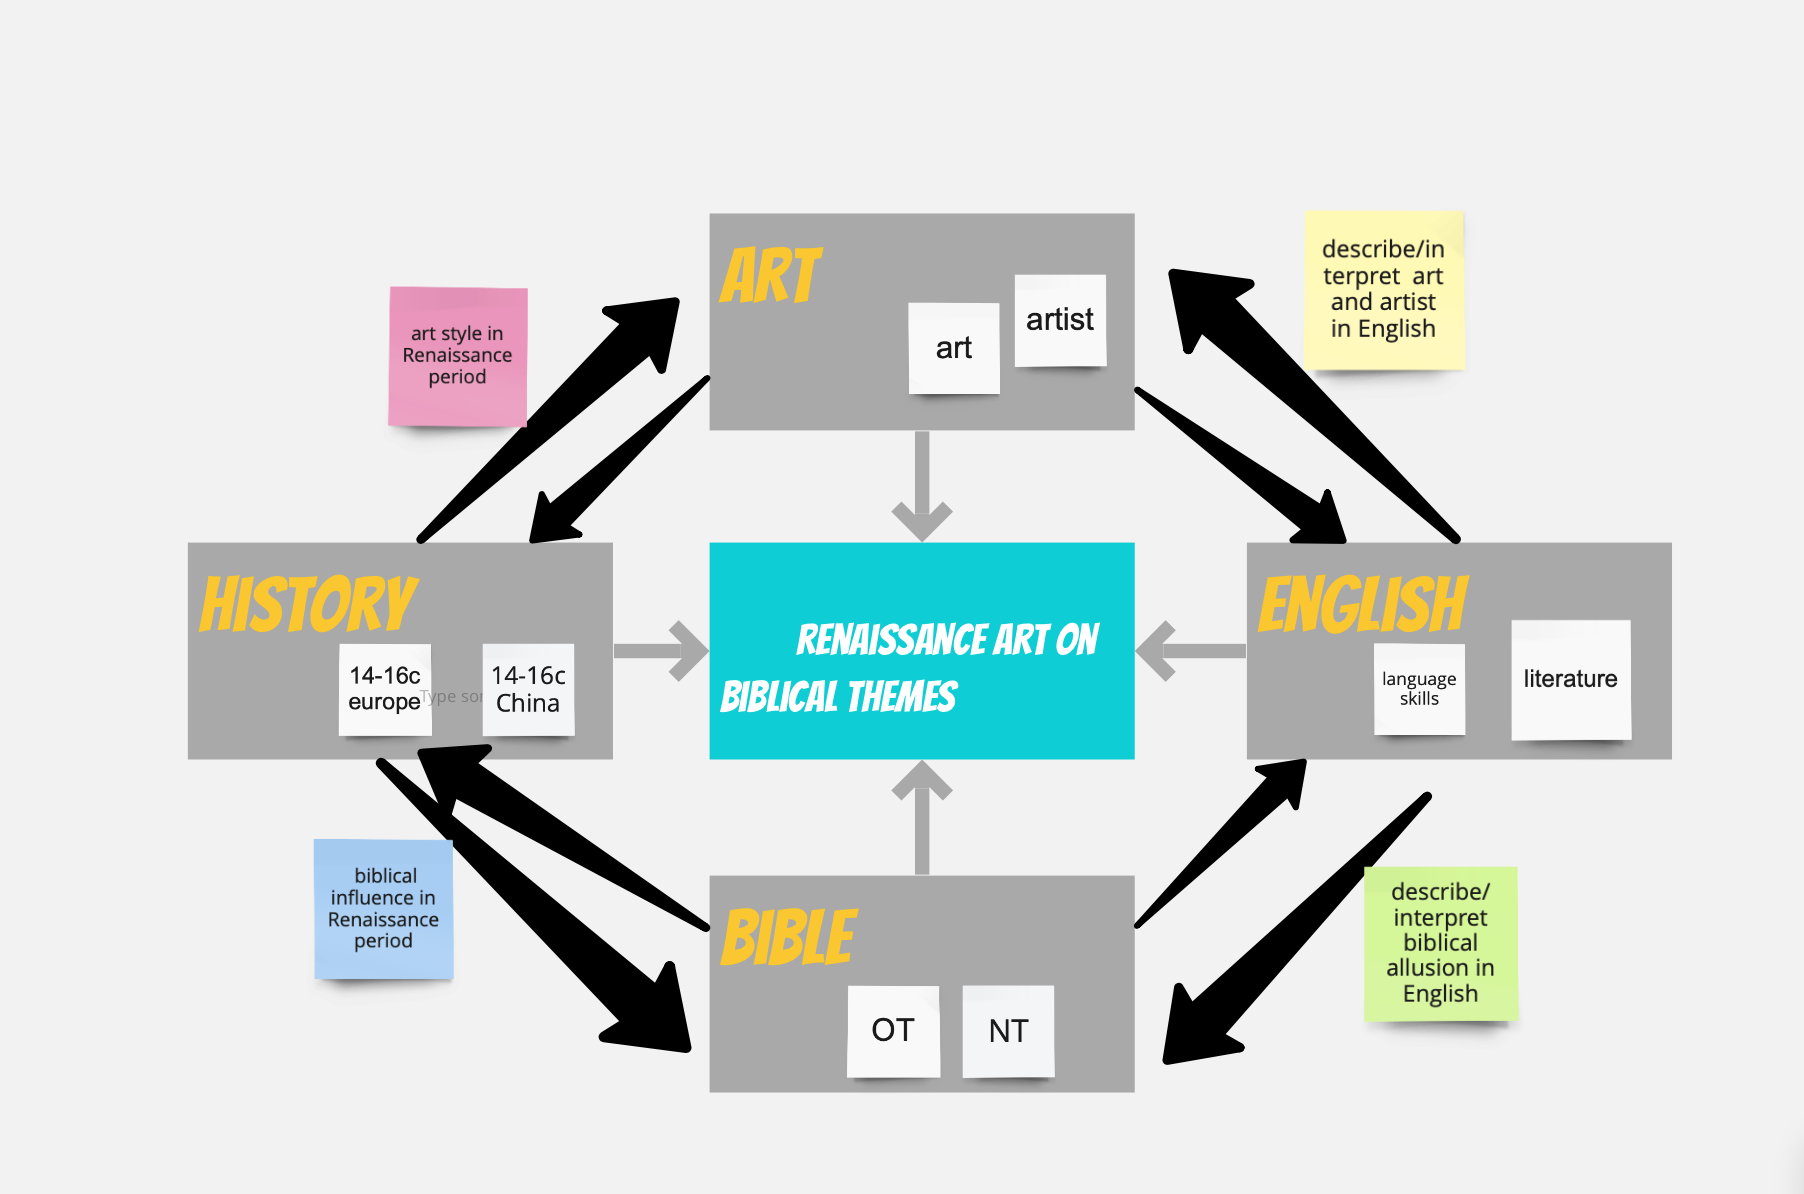 ART
art
artist
describe/in
terpret art
and artist
in English
art style in
Renaissance
period
HISTORY
14-16c
europe
Type sor
14-16c
China
RENAISSANCE ART ON
BIBLICAL THEMES
ENGLISH
language
skills
literature
biblical
influence in
Renaissance
period
BIBLE
OT
NT
describe/
interpret
biblical
allusion in
English